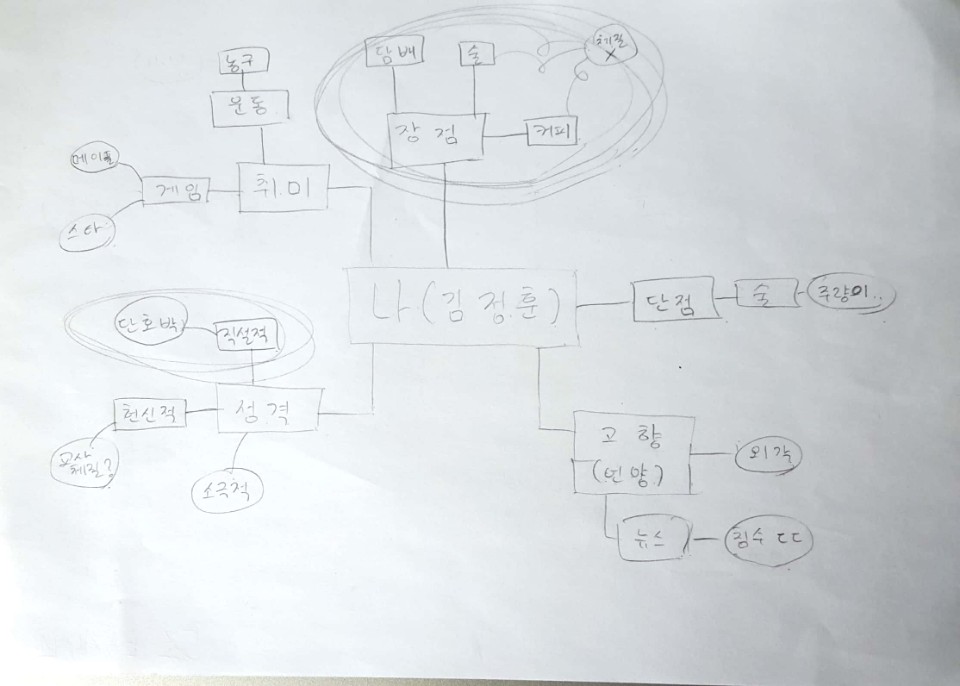 농구
운동
담배
술
체질
X
장점
커피
메이플
게임
취미
스타
나(김정훈)
단점
술
주량이..
단호박
직설적
헌신적
성격
교사
체질?
소극적
고향
(언양)
외각
뉴스
침수 ㄷㄷ